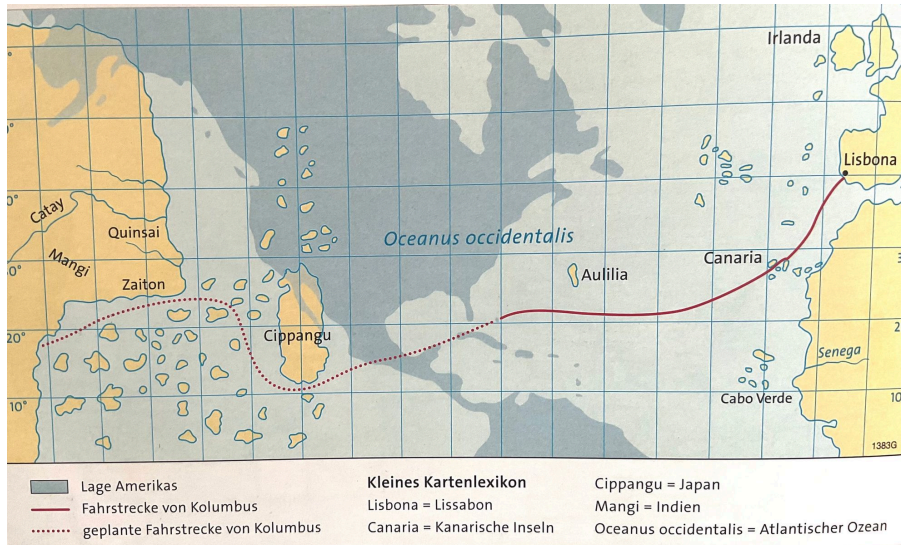 Irlanda
Lisbona
Catay
Quinsai
Oceanus occidentalis
Mangi
Canaria
Zaiton
Aulilia
20°
Cippangu
Senega
10°
Cabo Verde
1383G
Lage Amerikas
Fahrstrecke von Kolumbus
geplante Fahrstrecke von Kolumbus
Kleines Kartenlexikon
Lisbona = Lissabon
Canaria = Kanarische Inseln
Cippangu = Japan
Mangi = Indien
Oceanus occidentalis = Atlantischer Ozean